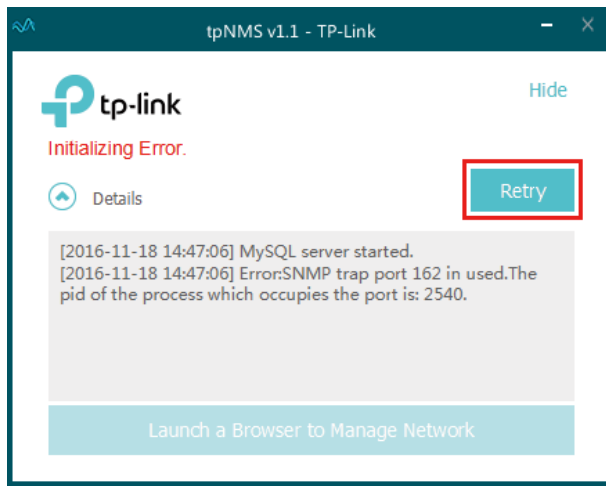 tpNMS v1.1 - TP-Link
tp-link
Hide
Initializing Error.
Details
Retry
[2016-11-18 14:47:06] MySQL server started.
[2016-11-18 14:47:06] Error:SNMP trap port 162 in used.The
pid of the process which occupies the port is: 2540.
Launch a Browser to Manage Network